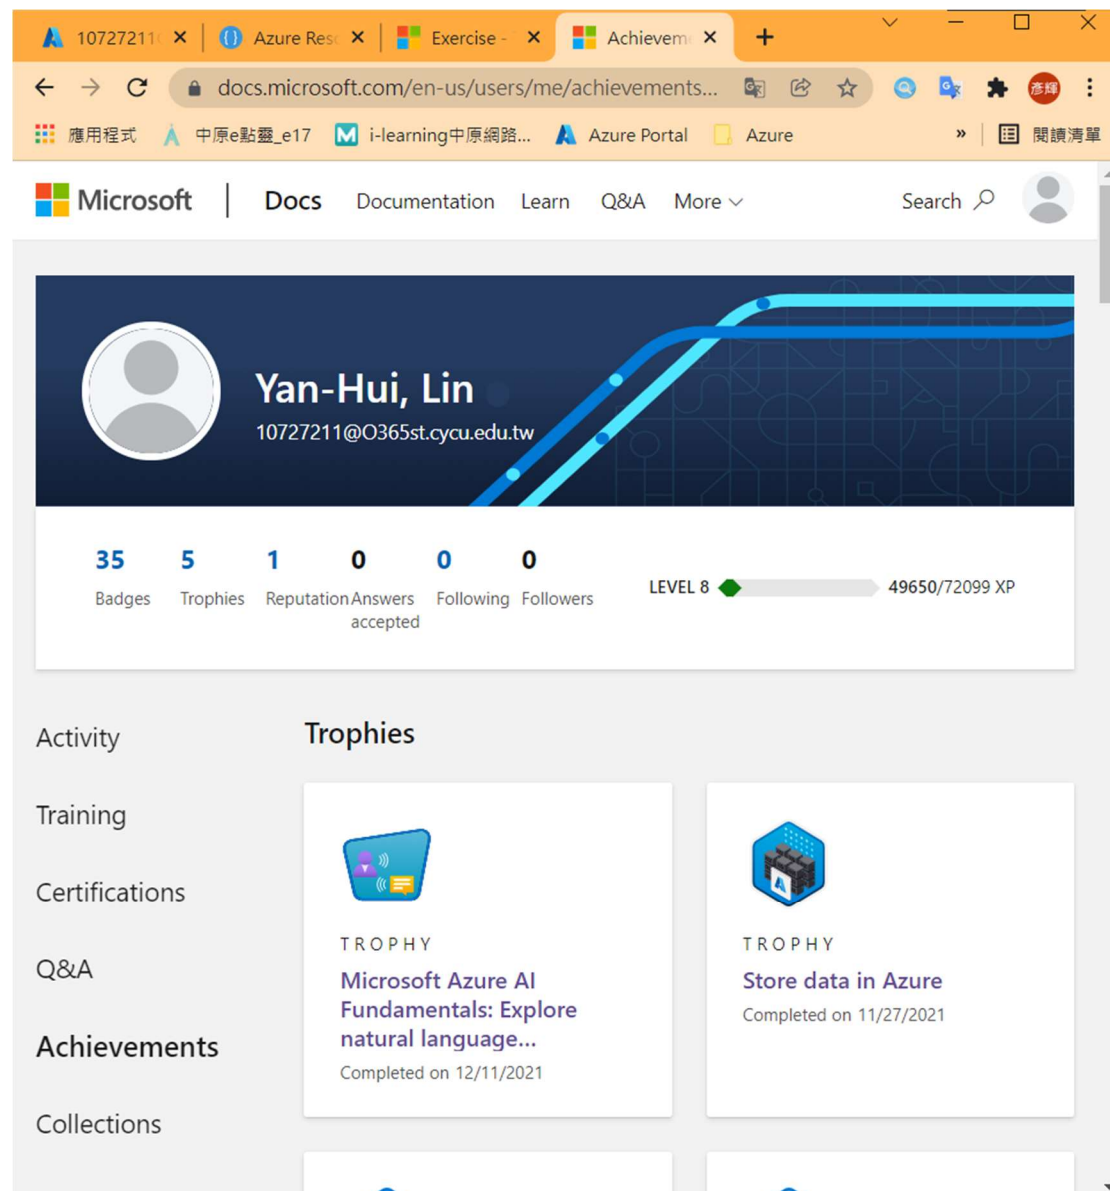 10727211
Azure Res
Exercise -
Achievem
docs.microsoft.com/en-us/users/me/achievements...
彥輝
應用程式
中原e點靈_e17
i-learning中原網路...
Azure Portal
Azure
»
閱讀清單
Microsoft
Docs
Documentation
Learn
Q&A
More
Search
Yan-Hui, Lin
10727211@O365st.cycu.edu.tw
35
Badges
5
Trophies
1
Reputation
0
Answers
accepted
0
Following
0
Followers
LEVEL 8
49650/72099 XP
Activity
Training
Certifications
Q&A
Achievements
Collections
Trophies
TROPHY
Microsoft Azure AI
Fundamentals: Explore
natural language...
Completed on 12/11/2021
TROPHY
Store data in Azure
Completed on 11/27/2021